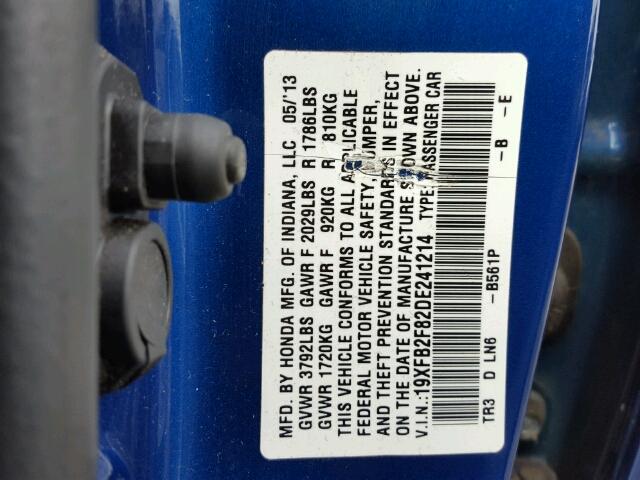 MFD. BY HONDA MFG. OF INDIANA, LLC 05/'13
GVWR 3792LBS GAWR F 2029LBS R 1786LBS
GVWR 1720KG GAWR F 920KG R 810KG
THIS VEHICLE CONFORMS TO ALL APPLICABLE
FEDERAL MOTOR VEHICLE SAFETY, BUMPER,
AND THEFT PREVENTION STANDARDS IN EFFECT
ON THE DATE OF MANUFACTURE SHOWN ABOVE.
V.I.N.:19XFB2F82DE241214 TYPE: PASSENGER CAR
TR3 D LN6 -B561P -B -E